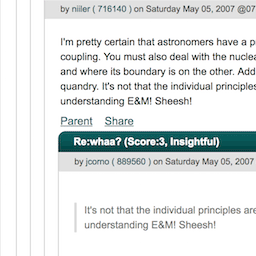 by niiler ( 716140 ) on Saturday May 05, 2007 @07
I'm pretty certain that astronomers have a p
coupling. You must also deal with the nuclea
and where its boundary is on the other. Add
quandry. It's not that the individual principles
understanding E&M! Sheesh!
Parent Share
Re:whaa? (Score:3, Insightful)
by jcomo ( 889560 ) on Saturday May 05, 2007
It's not that the individual principles are
understanding E&M! Sheesh!